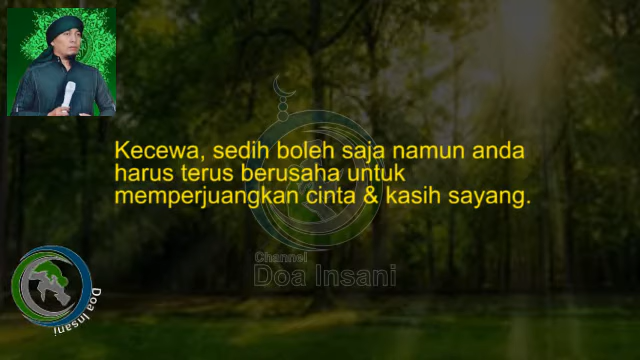 Kecewa, sedih boleh saja namun anda
harus terus berusaha untuk
memperjuangkan cinta & kasih sayang.
Channel
Doa Insani
Doa Insani